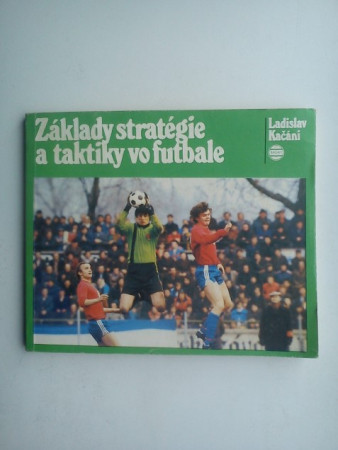 Základy stratégie
a taktiky vo futbale
Ladislav
Kačáni